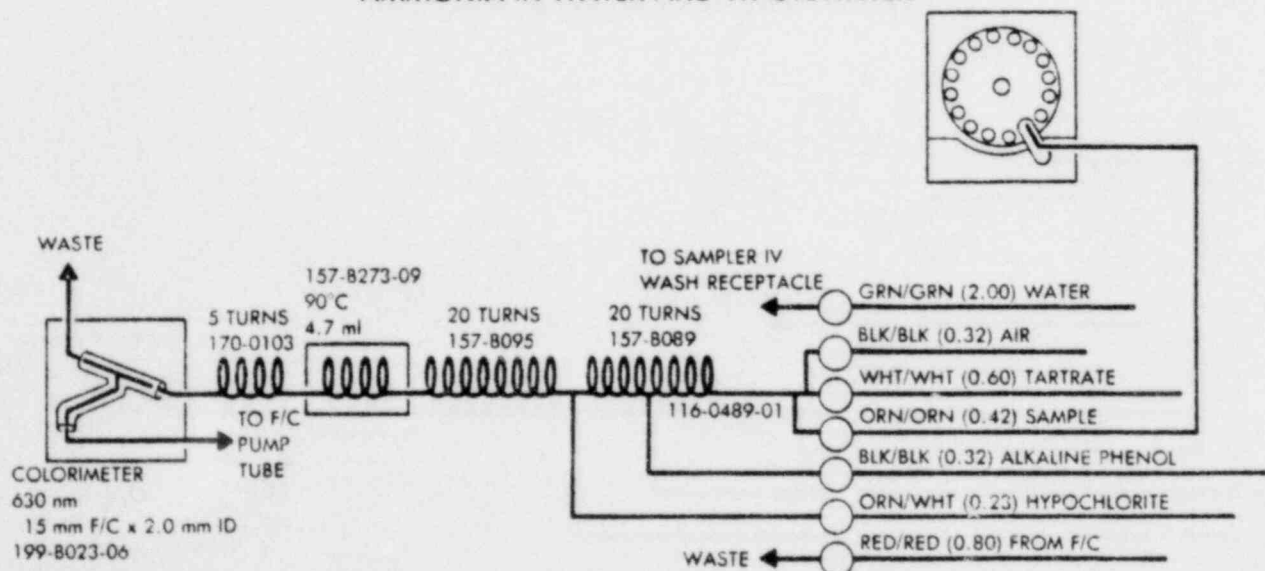 WASTE
157-B273-09
90°C
4.7 ml
5 TURNS
170-0103
20 TURNS
157-B095
20 TURNS
157-B089
TO SAMPLER IV
WASH RECEPTACLE
GRN/GRN (2.00) WATER
BLK/BLK (0.32) AIR
WHT/WHT (0.60) TARTRATE
116-0489-01
ORN/ORN (0.42) SAMPLE
TO F/C
PUMP
TUBE
BLK/BLK (0.32) ALKALINE PHENOL
COLORIMETER
630 nm
15 mm F/C x 2.0 mm ID
199-B023-06
ORN/WHT (0.23) HYPOCHLORITE
WASTE
RED/RED (0.80) FROM F/C